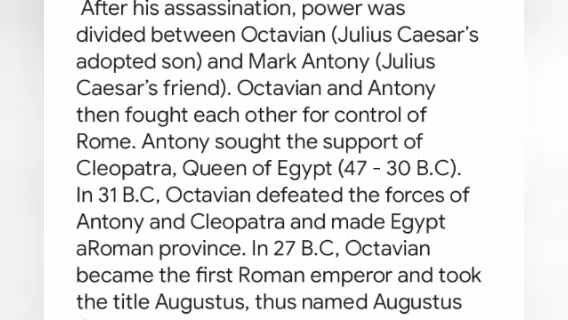 After his assassination, power was
divided between Octavian (Julius Caesar's
adopted son) and Mark Antony (Julius
Caesar's friend). Octavian and Antony
then fought each other for control of
Rome. Antony sought the support of
Cleopatra, Queen of Egypt (47 - 30 B.C).
In 31 B.C, Octavian defeated the forces of
Antony and Cleopatra and made Egypt
aRoman province. In 27 B.C, Octavian
became the first Roman emperor and took
the title Augustus, thus named Augustus